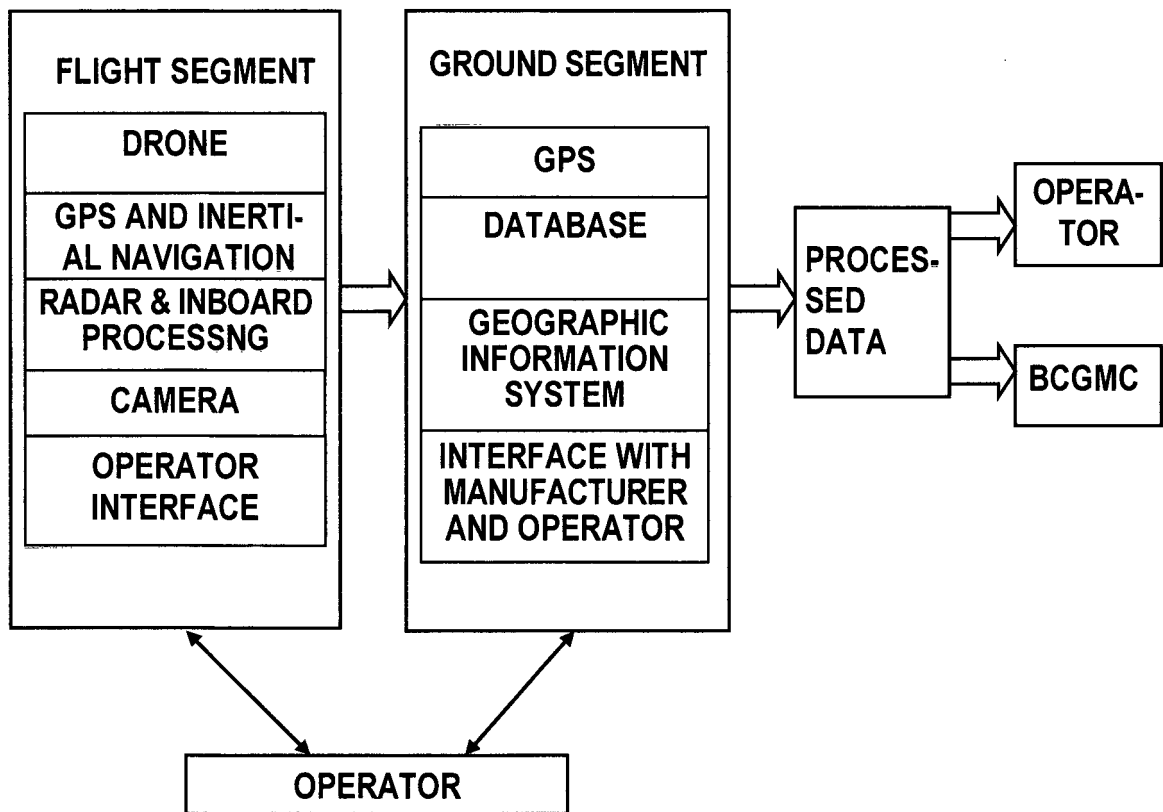 FLIGHT SEGMENT
DRONE
GPS AND INERTI-
AL NAVIGATION
RADAR & INBOARD
PROCESSNG
CAMERA
OPERATOR
INTERFACE
GROUND SEGMENT
GPS
DATABASE
GEOGRAPHIC
INFORMATION
SYSTEM
INTERFACE WITH
MANUFACTURER
AND OPERATOR
PROCES-
SED
DATA
OPERA-
TOR
BCGMC
OPERATOR